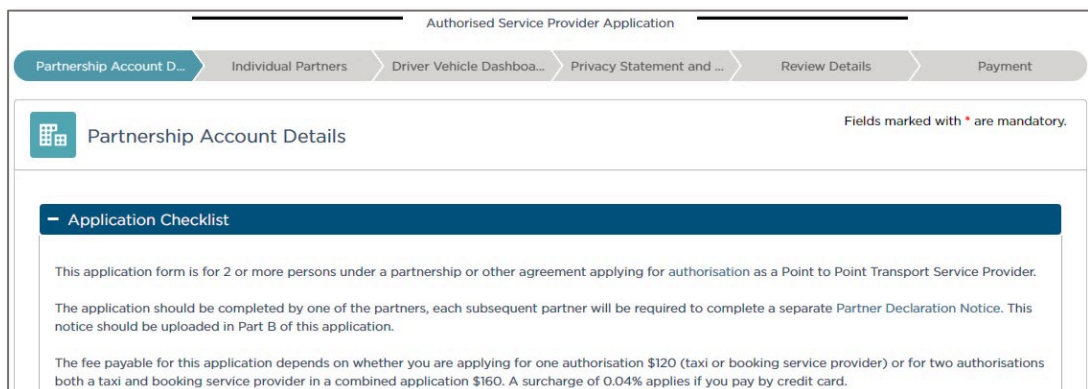 Authorised Service Provider Application
Partnership Account D...
Individual Partners
Driver Vehicle Dashboa...
Privacy Statement and ...
Review Details
Payment
Partnership Account Details
Fields marked with * are mandatory.
− Application Checklist
This application form is for 2 or more persons under a partnership or other agreement applying for authorisation as a Point to Point Transport Service Provider.
The application should be completed by one of the partners, each subsequent partner will be required to complete a separate Partner Declaration Notice. This
notice should be uploaded in Part B of this application.
The fee payable for this application depends on whether you are applying for one authorisation $120 (taxi or booking service provider) or for two authorisations
both a taxi and booking service provider in a combined application $160. A surcharge of 0.04% applies if you pay by credit card.